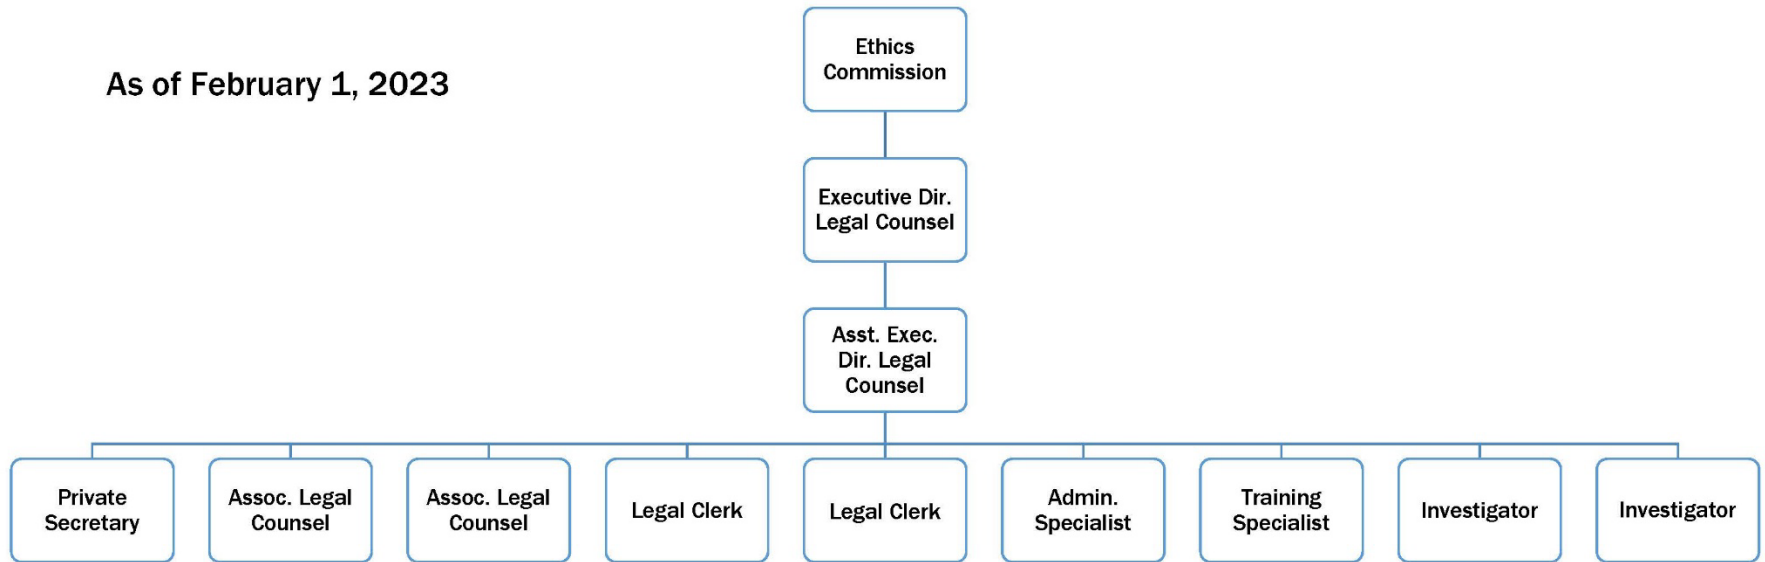 As of February 1, 2023
Ethics
Commission
Executive Dir.
Legal Counsel
Asst. Exec.
Dir. Legal
Counsel
Private
Secretary
Assoc. Legal
Counsel
Assoc. Legal
Counsel
Legal Clerk
Legal Clerk
Admin.
Specialist
Training
Specialist
Investigator
Investigator